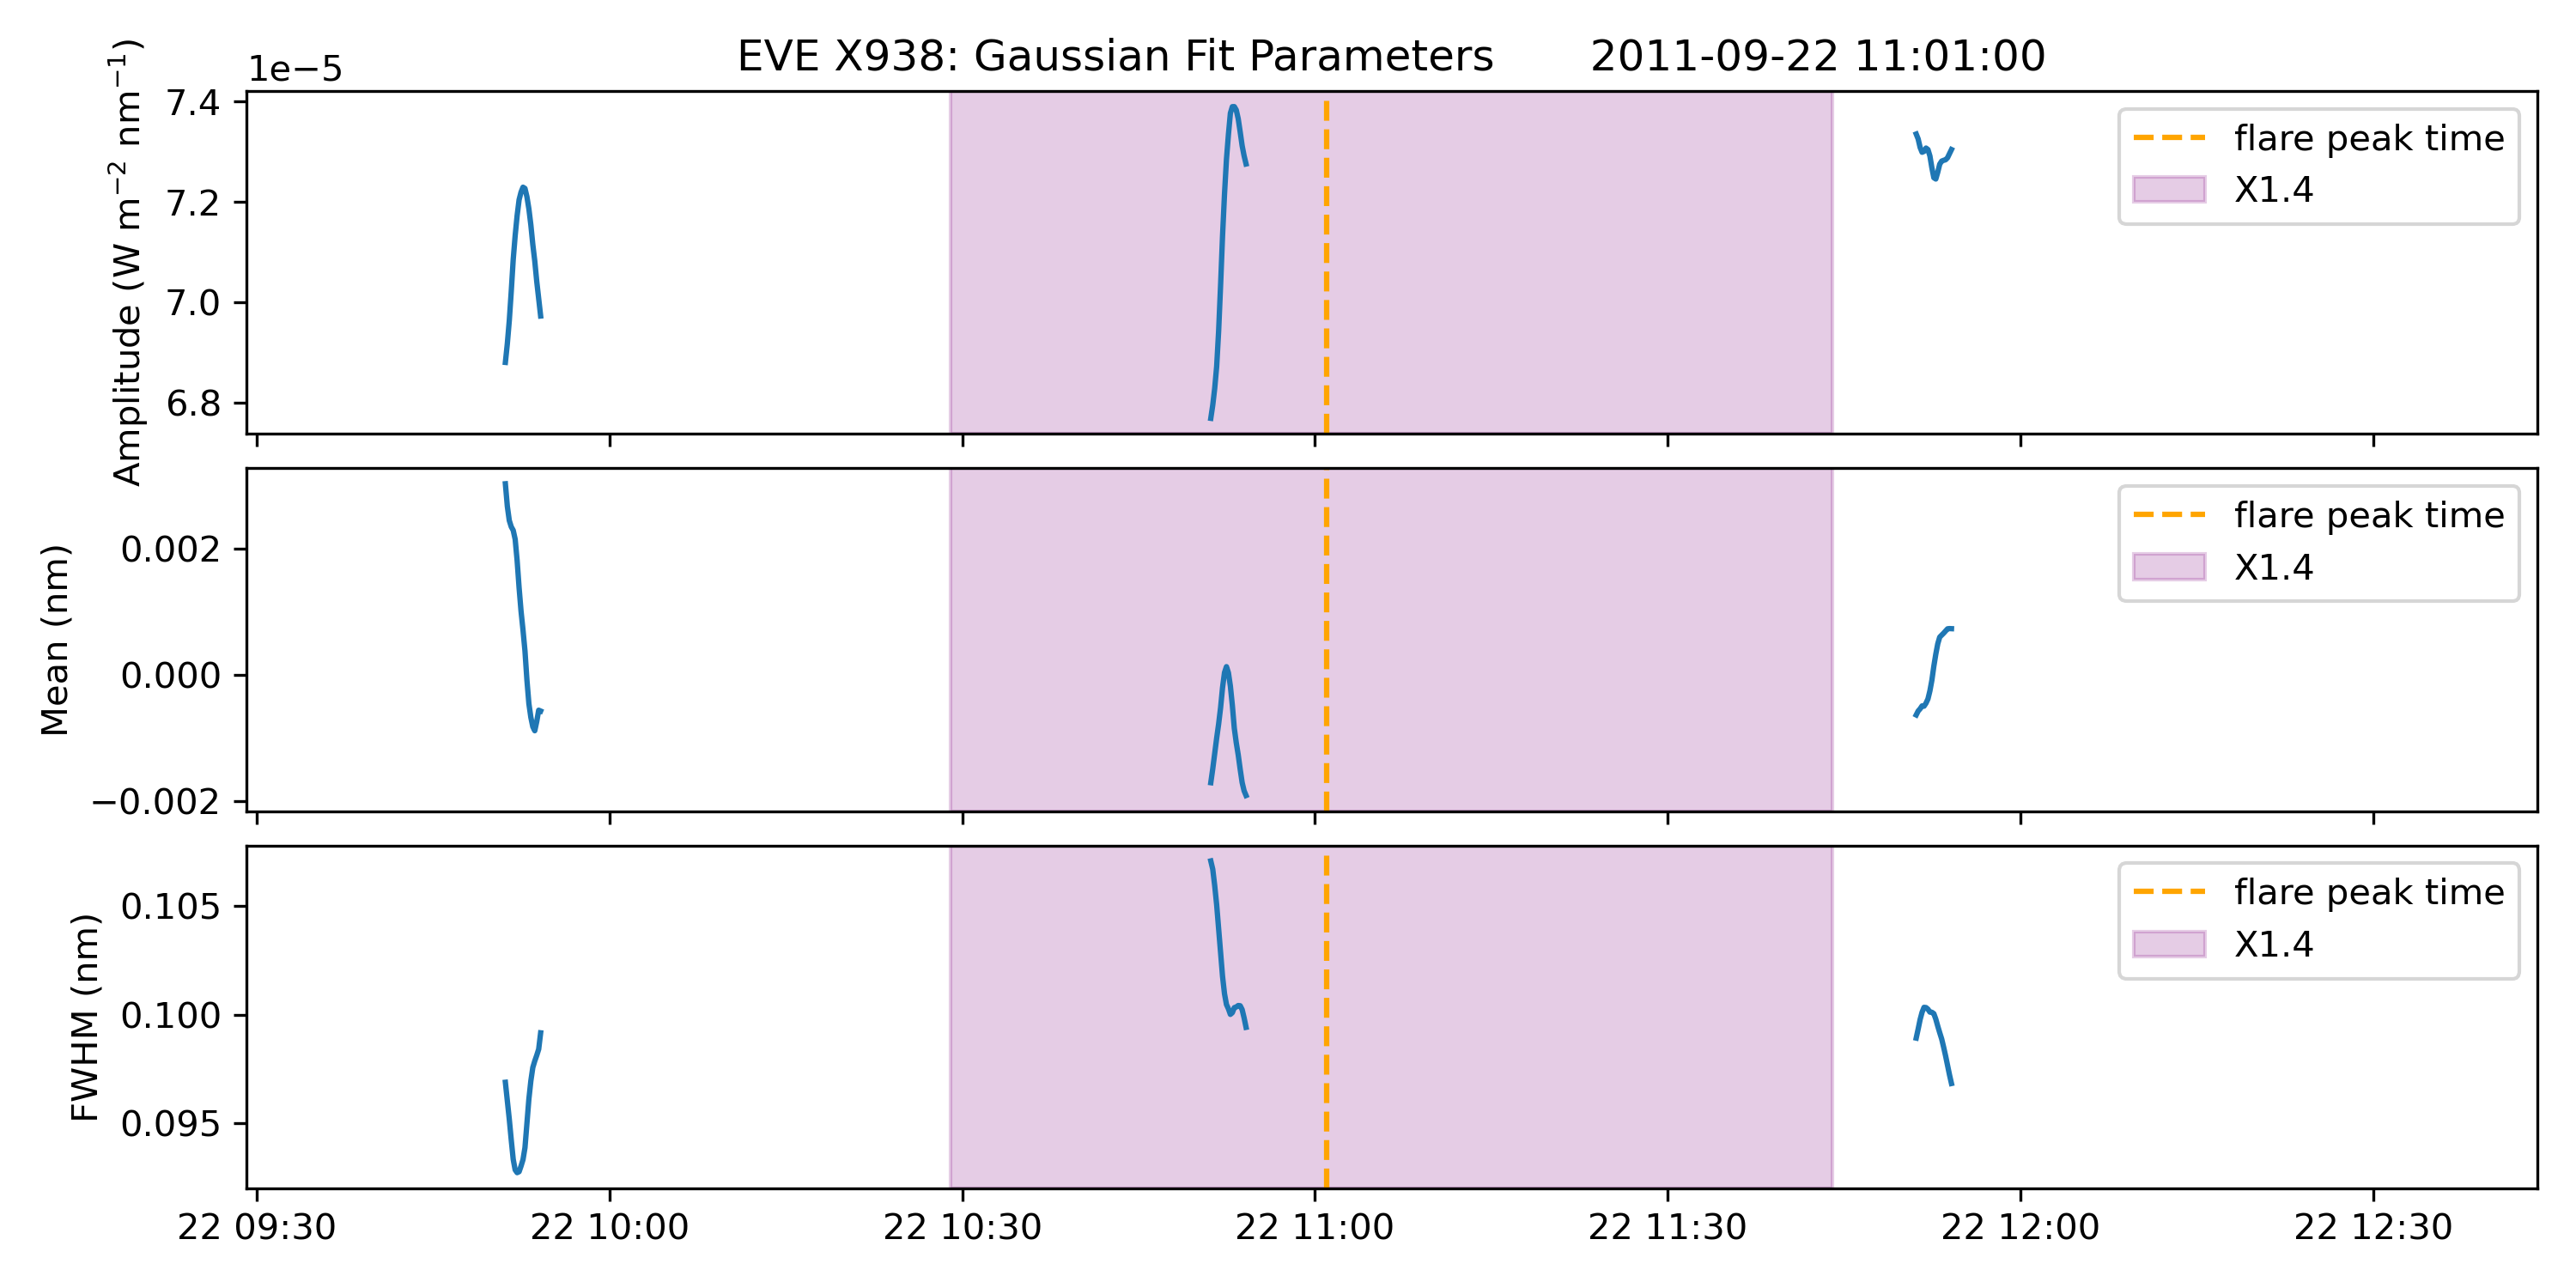 EVE X938: Gaussian Fit Parameters 2011-09-22 11:01:00
1e−5
Amplitude (W m⁻² nm⁻¹)
7.4
7.2
7.0
6.8
flare peak time
X1.4
Mean (nm)
0.002
0.000
−0.002
flare peak time
X1.4
FWHM (nm)
0.105
0.100
0.095
flare peak time
X1.4
22 09:30 22 10:00 22 10:30 22 11:00 22 11:30 22 12:00 22 12:30